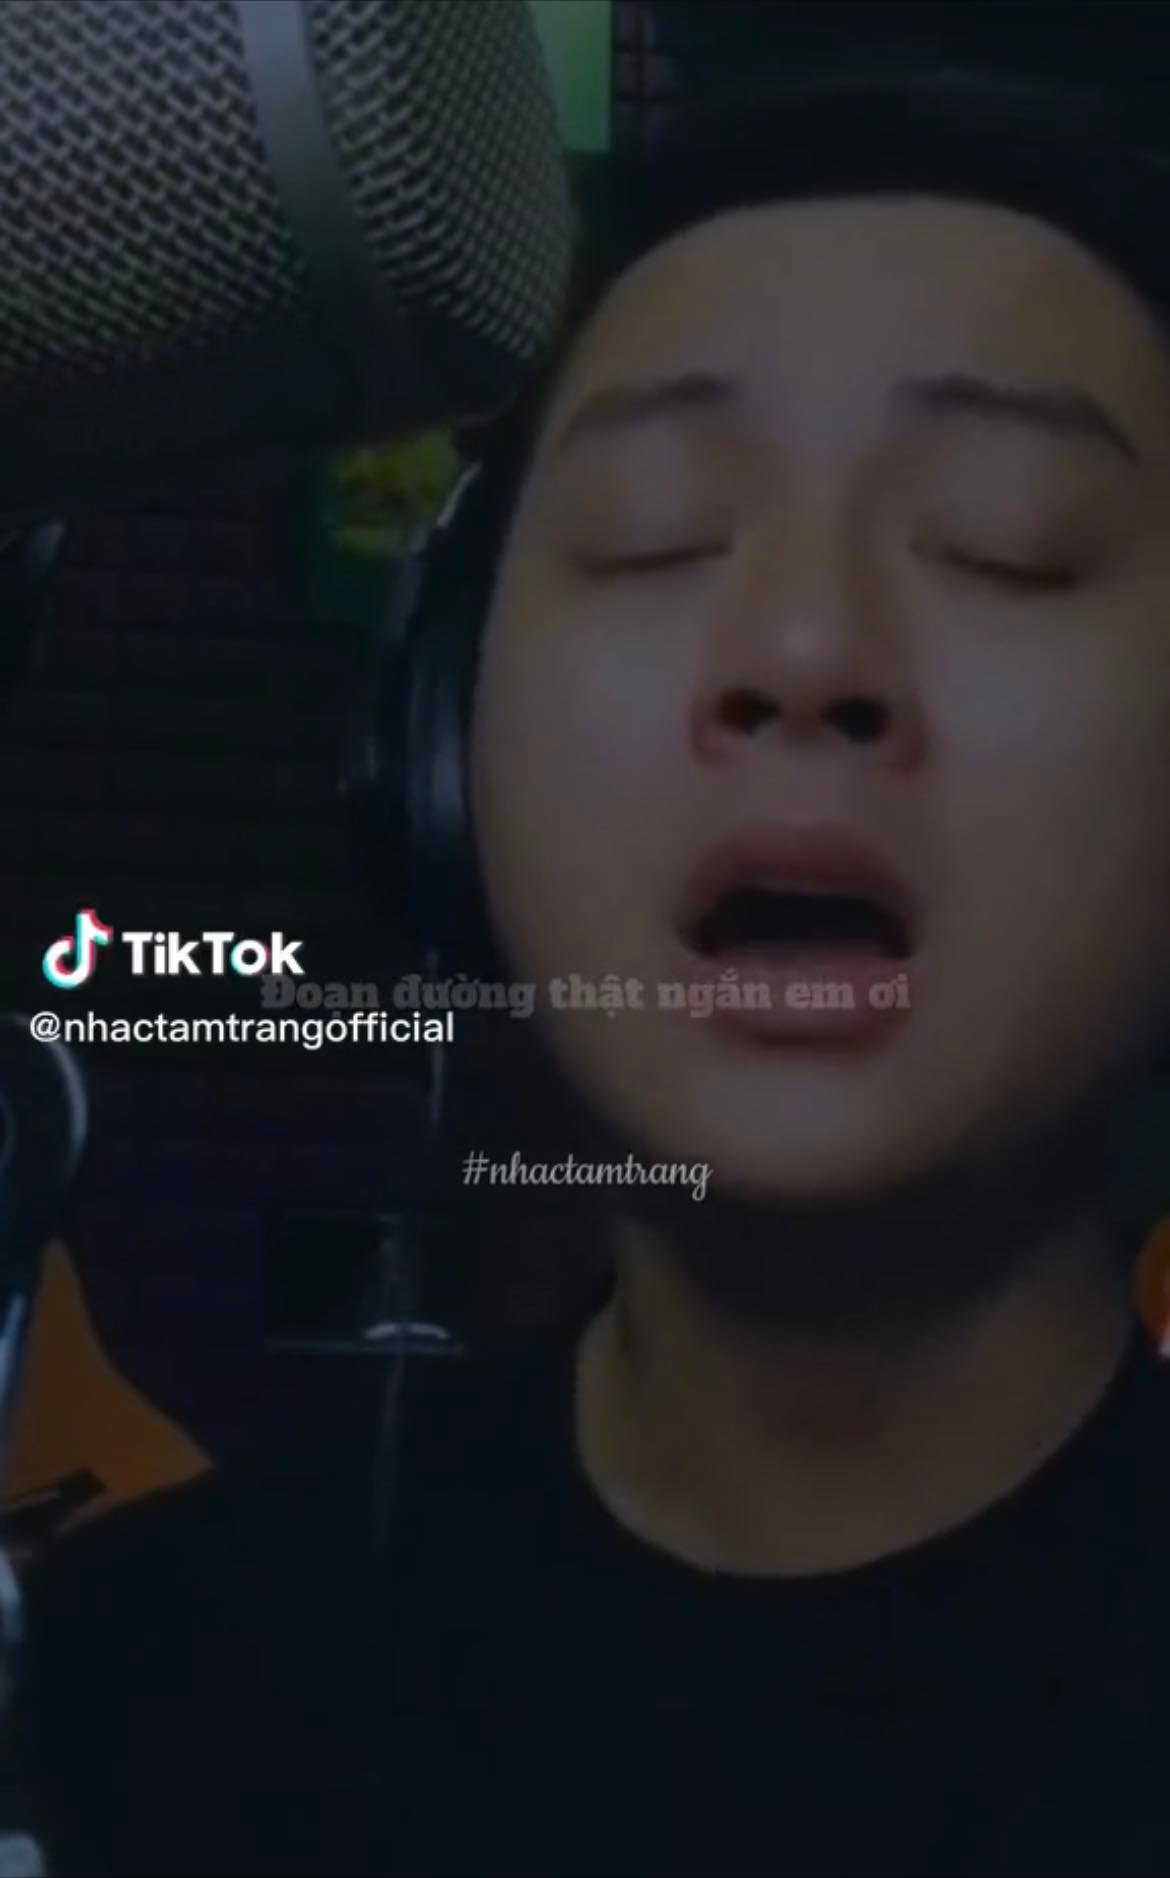 TikTok
Đoạn đường thật ngắn em ơi
@nhactamtrangofficial
#nhactamtrang